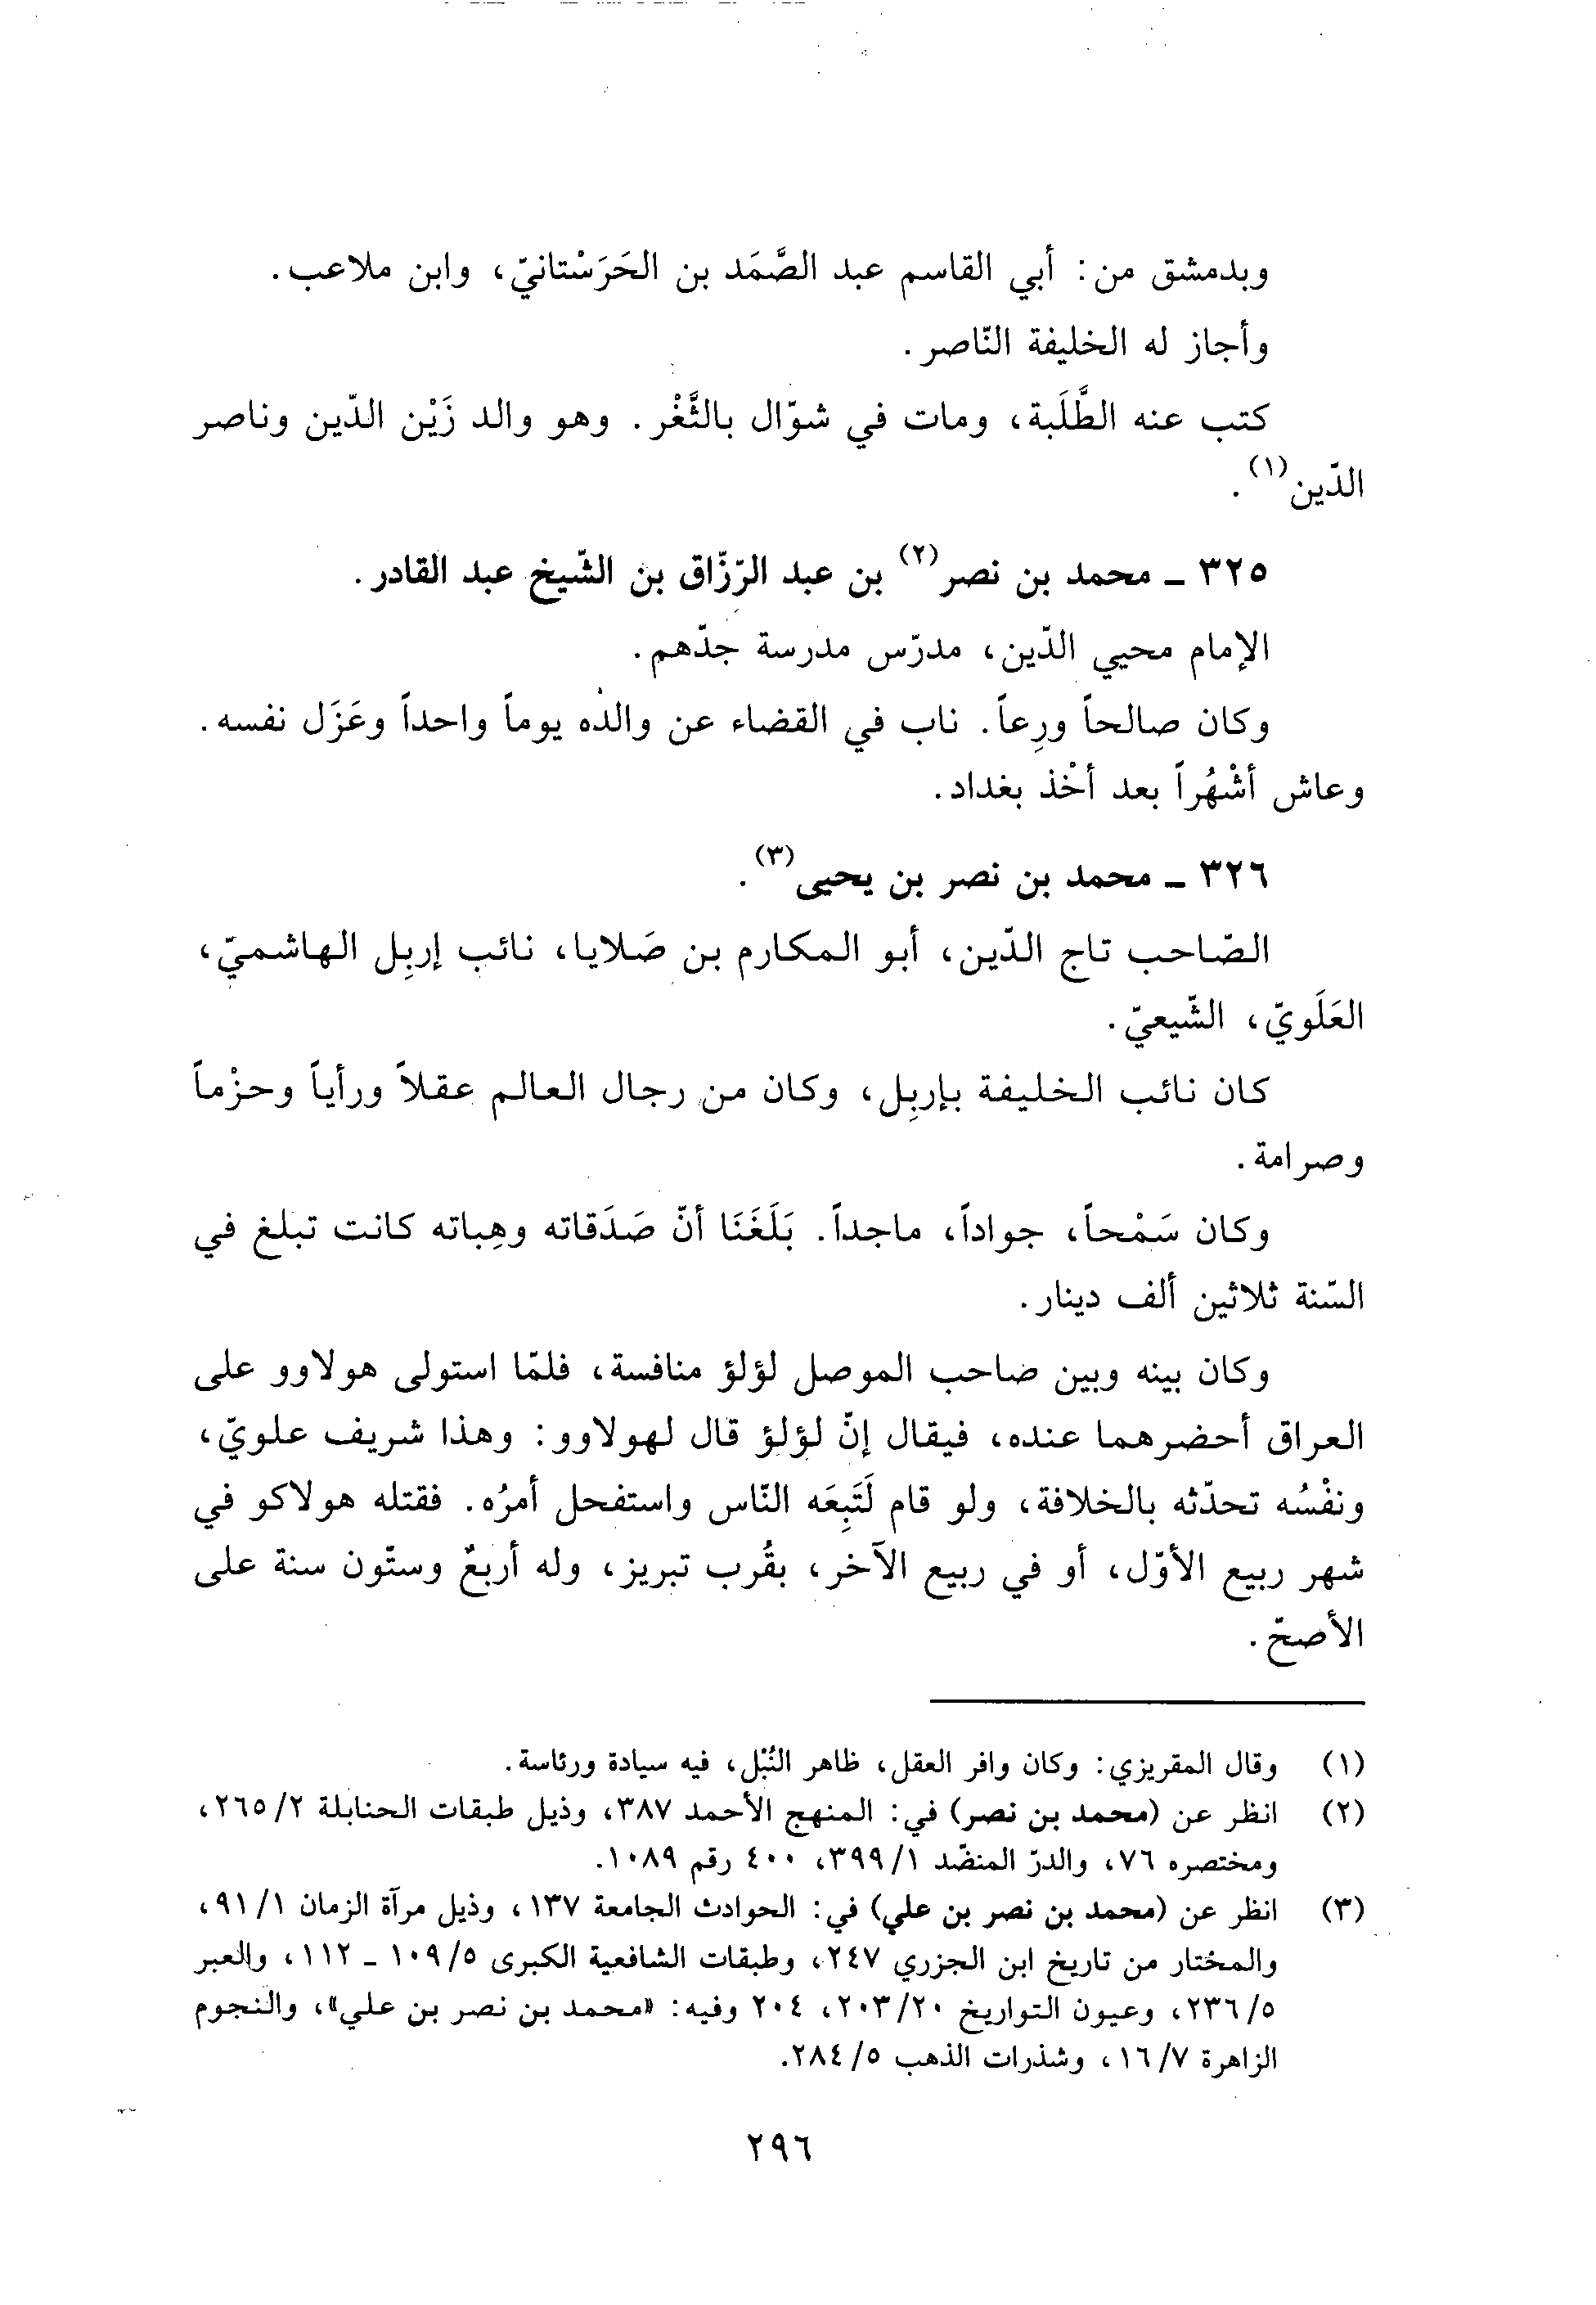 وبدمشق من: أبي القاسم عبد الصَّمَد بن الحَرَسْتانيّ، وابن ملاعب.
وأجاز له الخليفة النّاصر.
كتب عنه الطَّلَبة، ومات في شوّال بالثَّغْر. وهو والد زَيْن الدّين وناصر
الدّين(١).
٣٢٥ ـ محمد بن نصر(٢) بن عبد الرّزّاق بن الشّيخ عبد القادر.
الإمام محيي الدّين، مدرّس مدرسة جدّهم.
وكان صالحاً ورِعاً. ناب في القضاء عن والده يوماً واحداً وعَزَل نفسه.
وعاش أشْهُراً بعد أخْذ بغداد.
٣٢٦ ـ محمد بن نصر بن يحيى(٣).
الصّاحب تاج الدّين، أبو المكارم بن صَلايا، نائب إربِل الهاشميّ،
العَلَويّ، الشّيعيّ.
كان نائب الخليفة بإربِل، وكان من رجال العالم عقلاً ورأياً وحزْماً
وصرامة.
وكان سَمْحاً، جواداً، ماجداً. بَلَغَنَا أنّ صَدَقاته وهِباته كانت تبلغ في
السّنة ثلاثين ألف دينار.
وكان بينه وبين صاحب الموصل لؤلؤ منافسة، فلمّا استولى هولاوو على
العراق أحضرهما عنده، فيقال إنّ لؤلؤ قال لهولاوو: وهذا شريف علويّ،
ونفْسُه تحدّثه بالخلافة، ولو قام لَتَبِعَه النّاس واستفحل أمرُه. فقتله هولاكو في
شهر ربيع الأوّل، أو في ربيع الآخر، بقُرب تبريز، وله أربعٌ وستّون سنة على
الأصحّ.
(١) وقال المقريزي: وكان وافر العقل، ظاهر النُبْل، فيه سيادة ورئاسة.
(٢) انظر عن (محمد بن نصر) في: المنهج الأحمد ٣٨٧، وذيل طبقات الحنابلة ٢/٢٦٥،
ومختصره ٧٦، والدرّ المنضّد ١/٣٩٩، ٤٠٠ رقم ١٠٨٩.
(٣) انظر عن (محمد بن نصر بن علي) في: الحوادث الجامعة ١٣٧، وذيل مرآة الزمان ١/٩١،
والمختار من تاريخ ابن الجزري ٢٤٧، وطبقات الشافعية الكبرى ٥/١٠٩ ـ ١١٢، والعبر
٥/٢٣٦، وعيون التواريخ ٢٠/٢٠٣، ٢٠٤ وفيه: «محمد بن نصر بن علي»، والنجوم
الزاهرة ٧/١٦، وشذرات الذهب ٥/٢٨٤.
٢٩٦